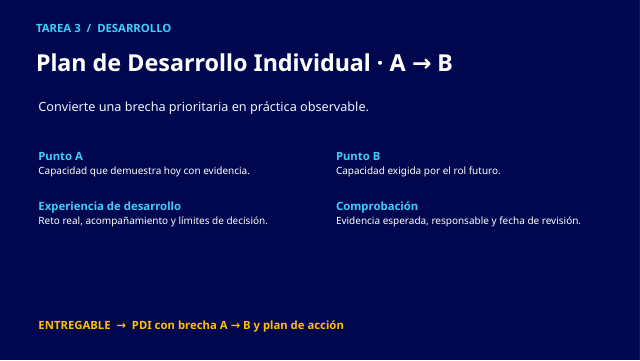 TAREA 3 / DESARROLLO
Plan de Desarrollo Individual · A → B
Convierte una brecha prioritaria en práctica observable.
Punto A
Capacidad que demuestra hoy con evidencia.
Punto B
Capacidad exigida por el rol futuro.
Experiencia de desarrollo
Reto real, acompañamiento y límites de decisión.
Comprobación
Evidencia esperada, responsable y fecha de revisión.
ENTREGABLE → PDI con brecha A → B y plan de acción